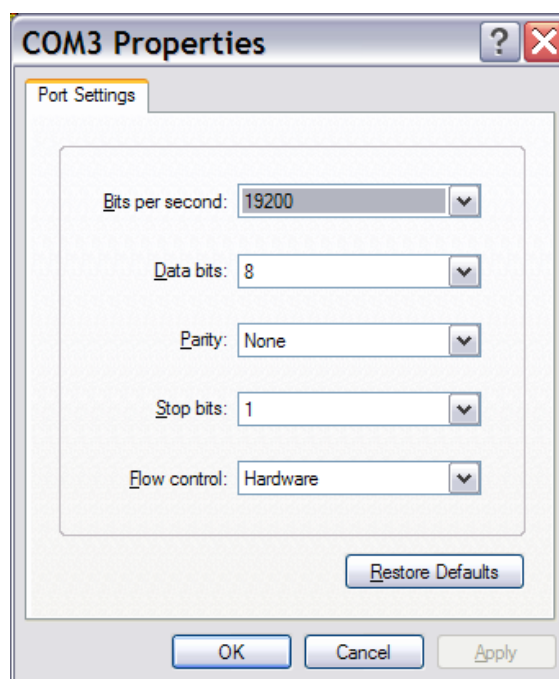 COM3 Properties
Port Settings
Bits per second: 19200
Data bits: 8
Parity: None
Stop bits: 1
Flow control: Hardware
Restore Defaults
OK Cancel Apply